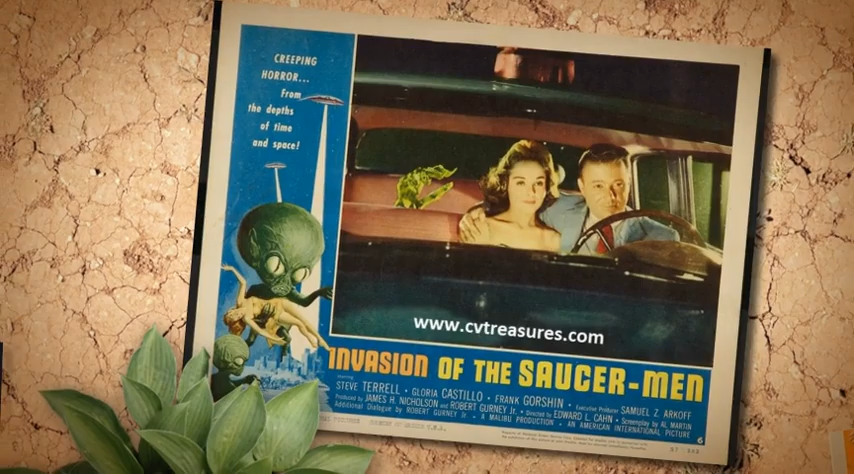 CREEPING
HORROR...
From
the depths
of time
and space!
www.cvtreasures.com
INVASION OF THE SAUCER-MEN
starring
STEVE TERRELL · GLORIA CASTILLO · FRANK GORSHIN · Executive Producer SAMUEL Z. ARKOFF
Produced by JAMES H. NICHOLSON and ROBERT GURNEY Jr. · Directed by EDWARD L. CAHN · Screenplay by AL MARTIN
Additional Dialogue by ROBERT GURNEY Jr · A MALIBU PRODUCTION · AN AMERICAN INTERNATIONAL PICTURE
6